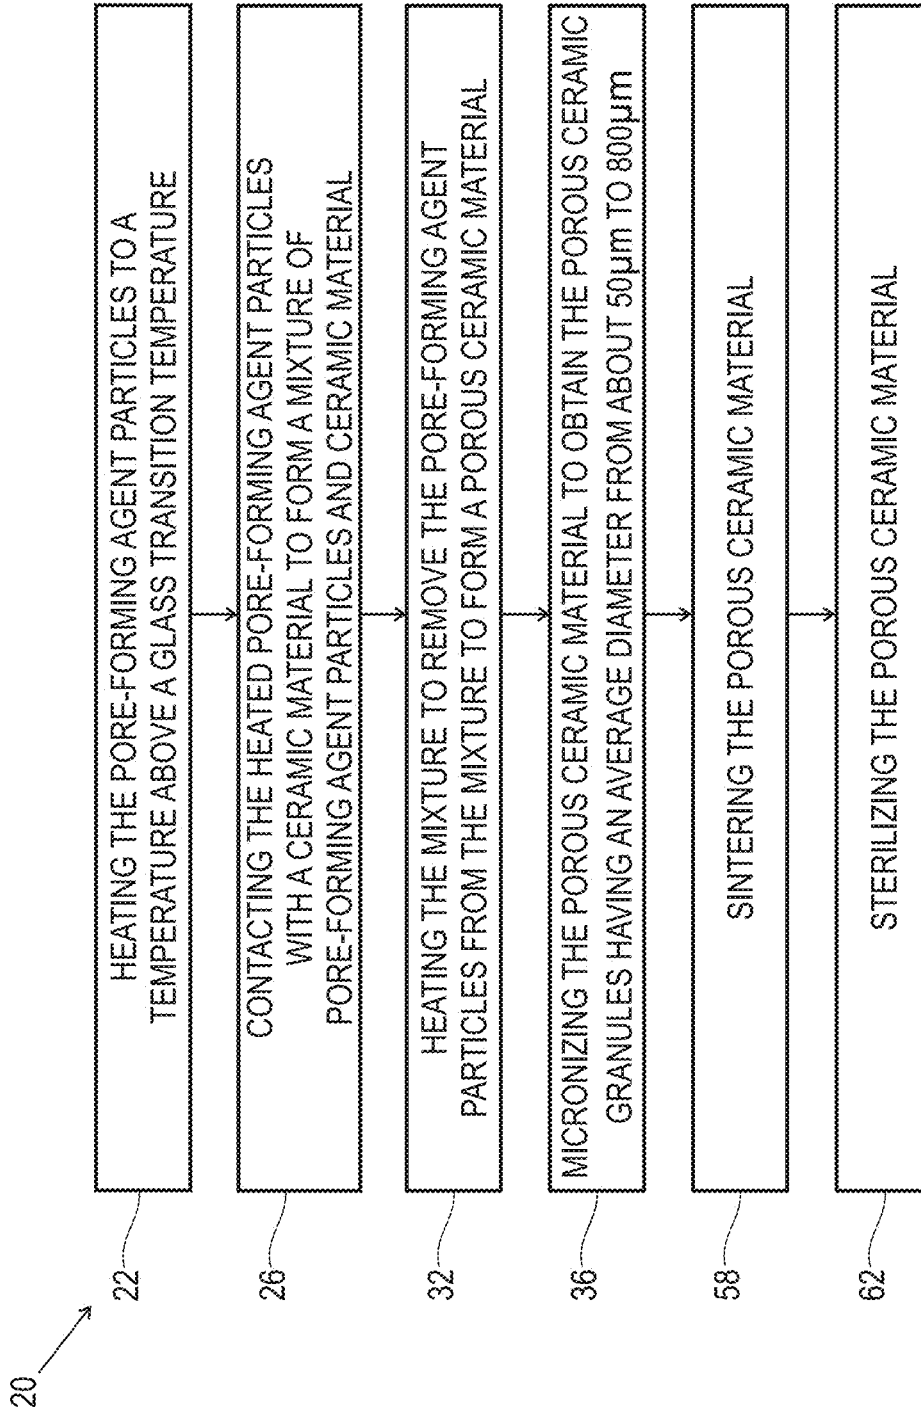 20
22
HEATING THE PORE-FORMING AGENT PARTICLES TO A
TEMPERATURE ABOVE A GLASS TRANSITION TEMPERATURE
26
CONTACTING THE HEATED PORE-FORMING AGENT PARTICLES
WITH A CERAMIC MATERIAL TO FORM A MIXTURE OF
PORE-FORMING AGENT PARTICLES AND CERAMIC MATERIAL
32
HEATING THE MIXTURE TO REMOVE THE PORE-FORMING AGENT
PARTICLES FROM THE MIXTURE TO FORM A POROUS CERAMIC MATERIAL
36
MICRONIZING THE POROUS CERAMIC MATERIAL TO OBTAIN THE POROUS CERAMIC
GRANULES HAVING AN AVERAGE DIAMETER FROM ABOUT 50µm TO 800µm
58
SINTERING THE POROUS CERAMIC MATERIAL
62
STERILIZING THE POROUS CERAMIC MATERIAL